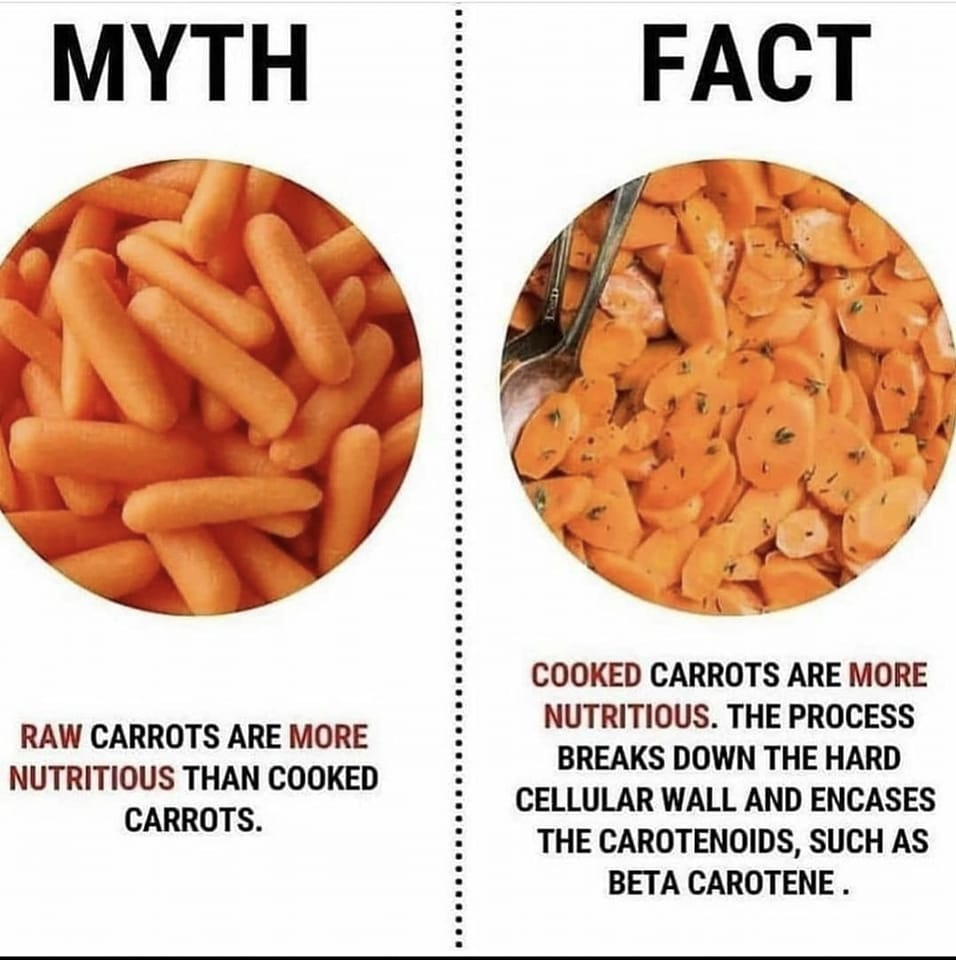 MYTH
RAW CARROTS ARE MORE
NUTRITIOUS THAN COOKED
CARROTS.
FACT
COOKED CARROTS ARE MORE
NUTRITIOUS. THE PROCESS
BREAKS DOWN THE HARD
CELLULAR WALL AND ENCASES
THE CAROTENOIDS, SUCH AS
BETA CAROTENE .